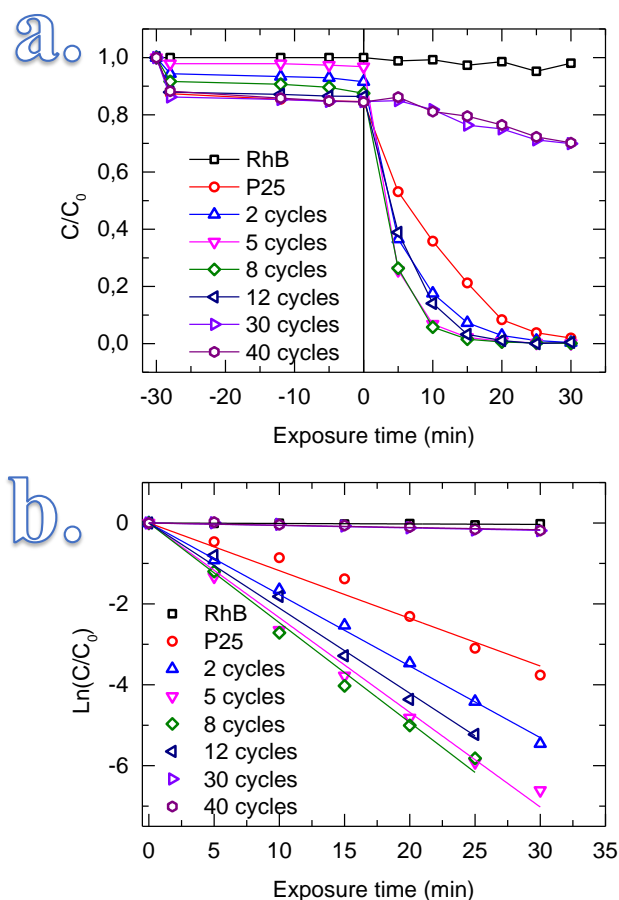 a.
C/C0
1,0
0,8
0,6
0,4
0,2
0,0
RhB
P25
2 cycles
5 cycles
8 cycles
12 cycles
30 cycles
40 cycles
-30 -20 -10 0 10 20 30
Exposure time (min)
b.
Ln(C/C0)
0
-2
-4
-6
RhB
P25
2 cycles
5 cycles
8 cycles
12 cycles
30 cycles
40 cycles
0 5 10 15 20 25 30 35
Exposure time (min)